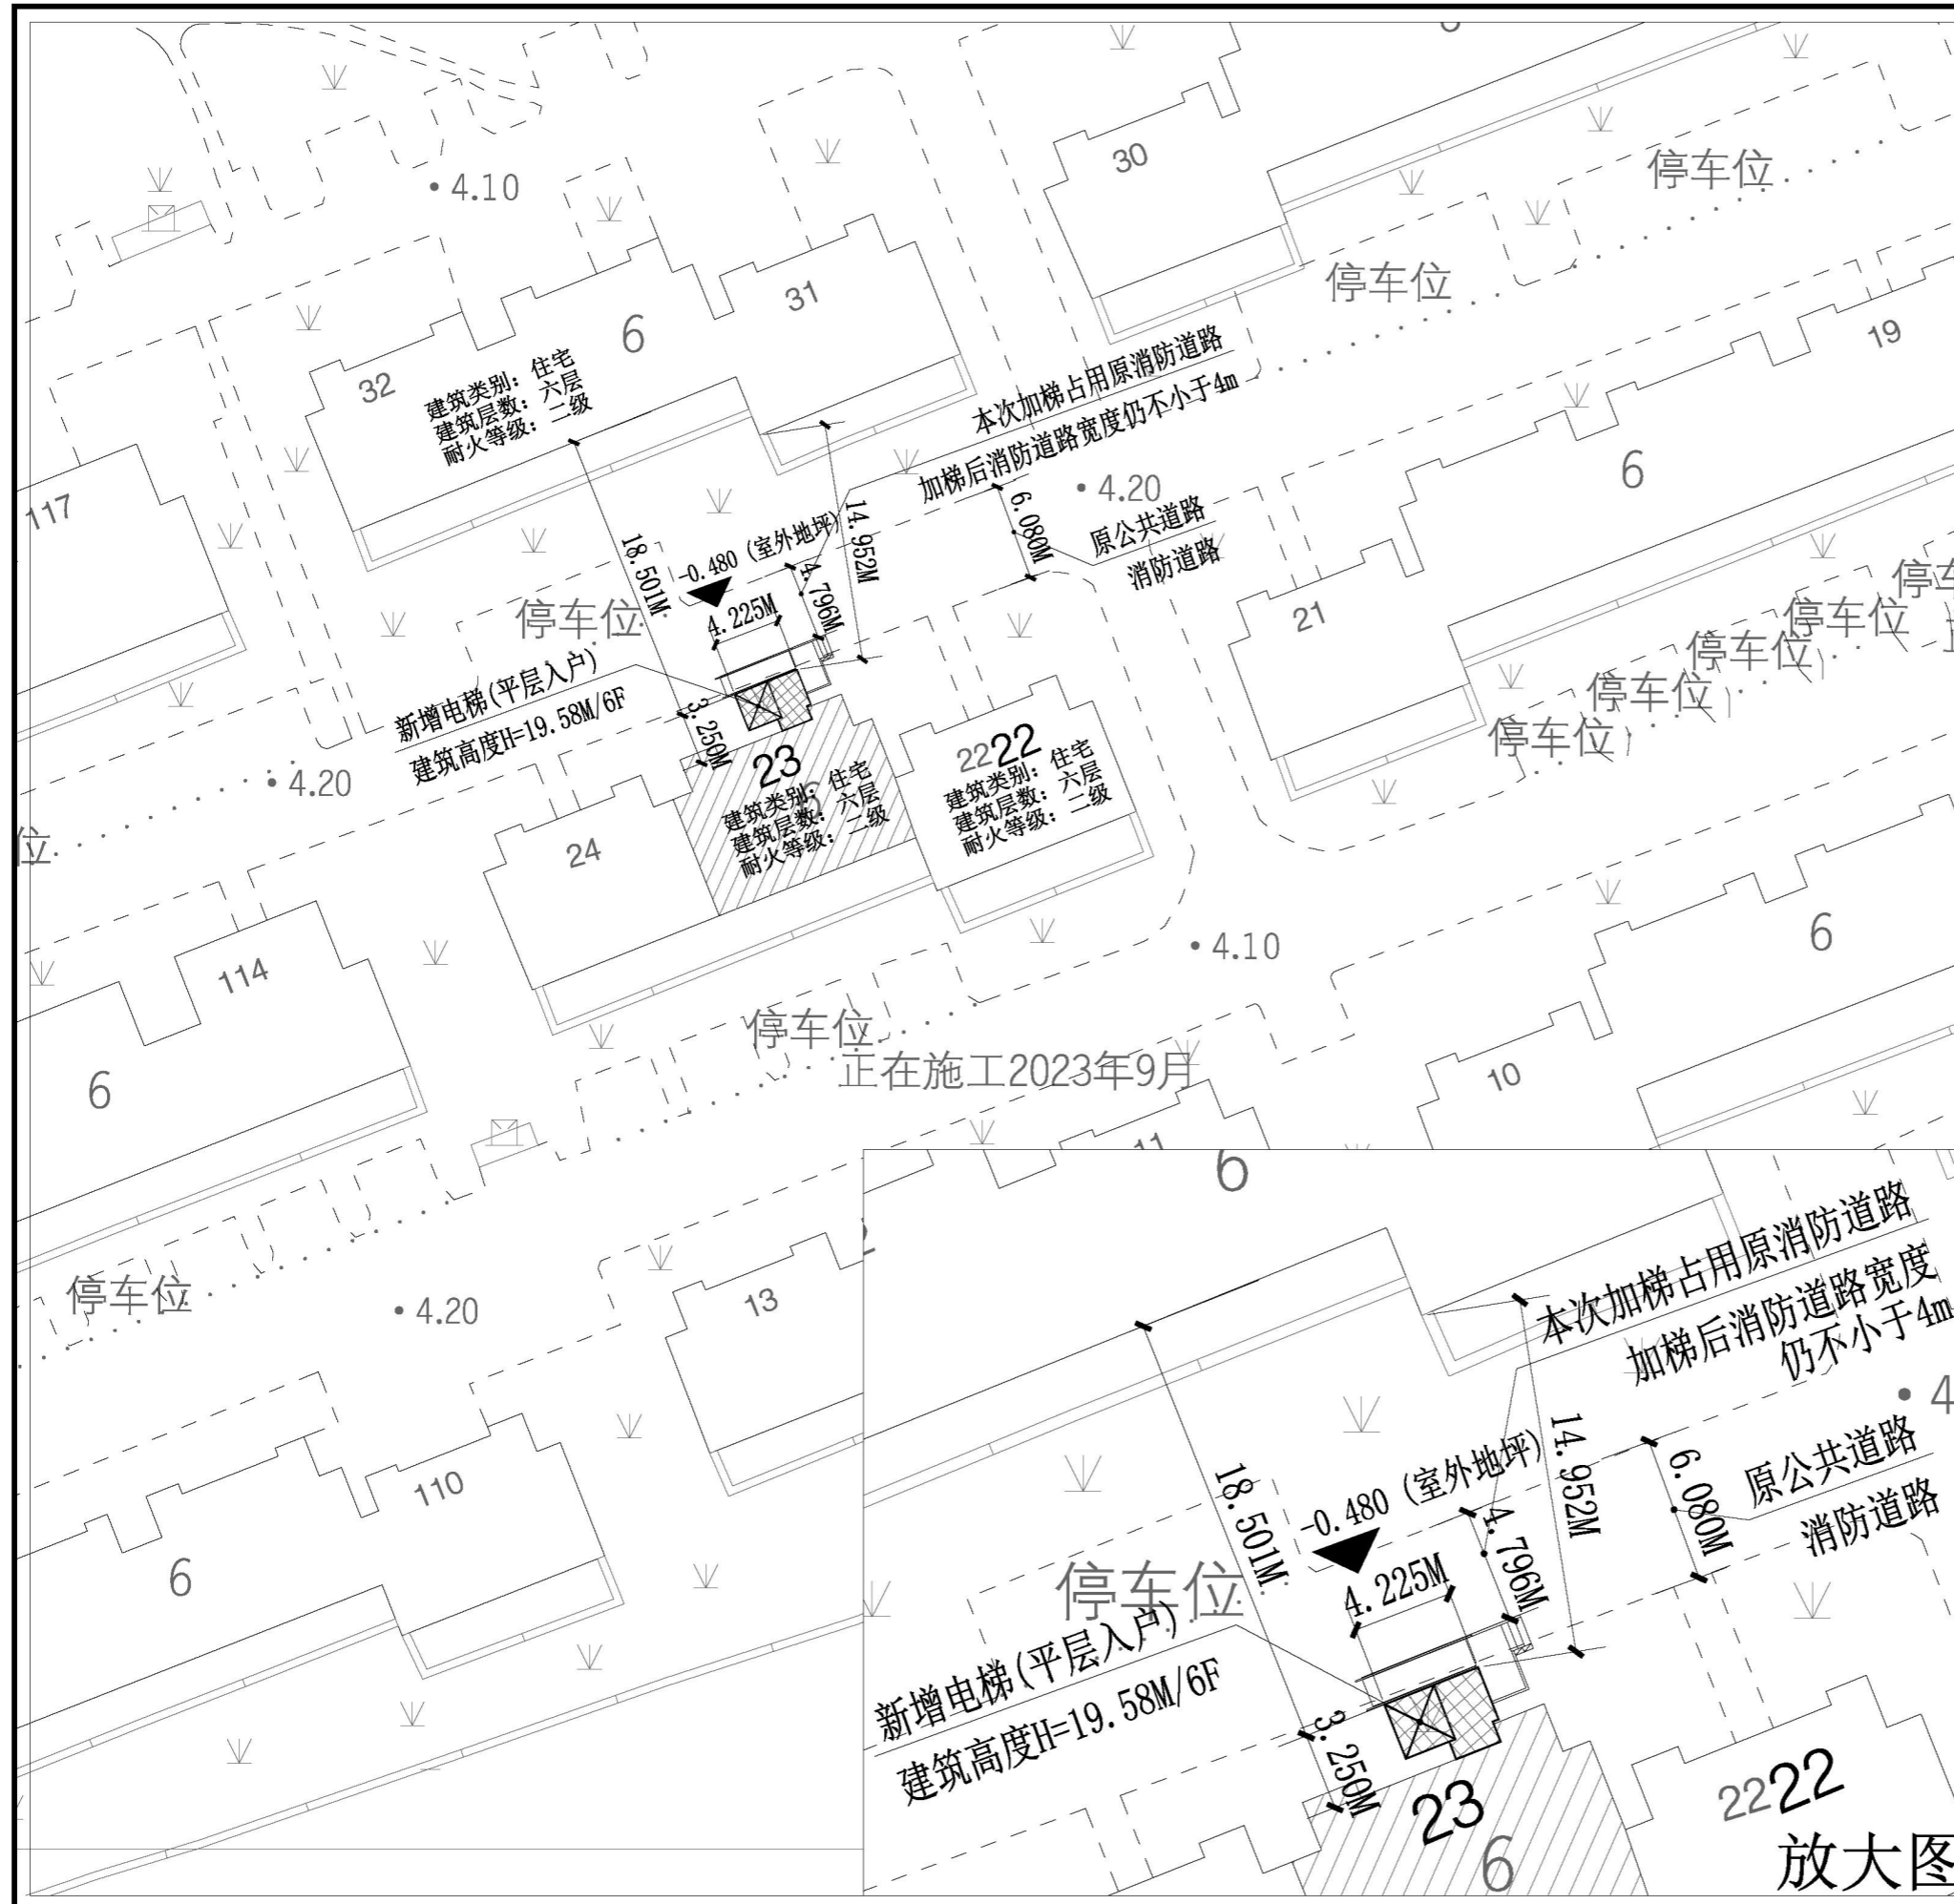 30
停车位
4.10
停车位
31
6
19
32
建筑类别：住宅
建筑层数：六层
耐火等级：二级
本次加梯占用原消防道路
加梯后消防道路宽度仍不小于4m
6
117
4.20
6.080M
原公共道路
消防道路
14.952M
18.501M
-0.480 (室外地坪)
4.796M
4.225M
停车位
21
停车位
停车位
停车位
停车位
新增电梯(平层入户)
建筑高度H=19.58M/6F
3.250M
4.20
位
23
6
建筑类别：住宅
建筑层数：六层
耐火等级：二级
2222
建筑类别：住宅
建筑层数：六层
耐火等级：二级
24
114
4.10
6
停车位
正在施工2023年9月
10
6
11
停车位
4.20
13
110
6
6
本次加梯占用原消防道路
加梯后消防道路宽度
仍不小于4m
14.952M
6.080M
原公共道路
消防道路
18.501M
-0.480 (室外地坪)
4.796M
4.225M
停车位
新增电梯(平层入户)
建筑高度H=19.58M/6F
3.250M
23
6
2222
放大图